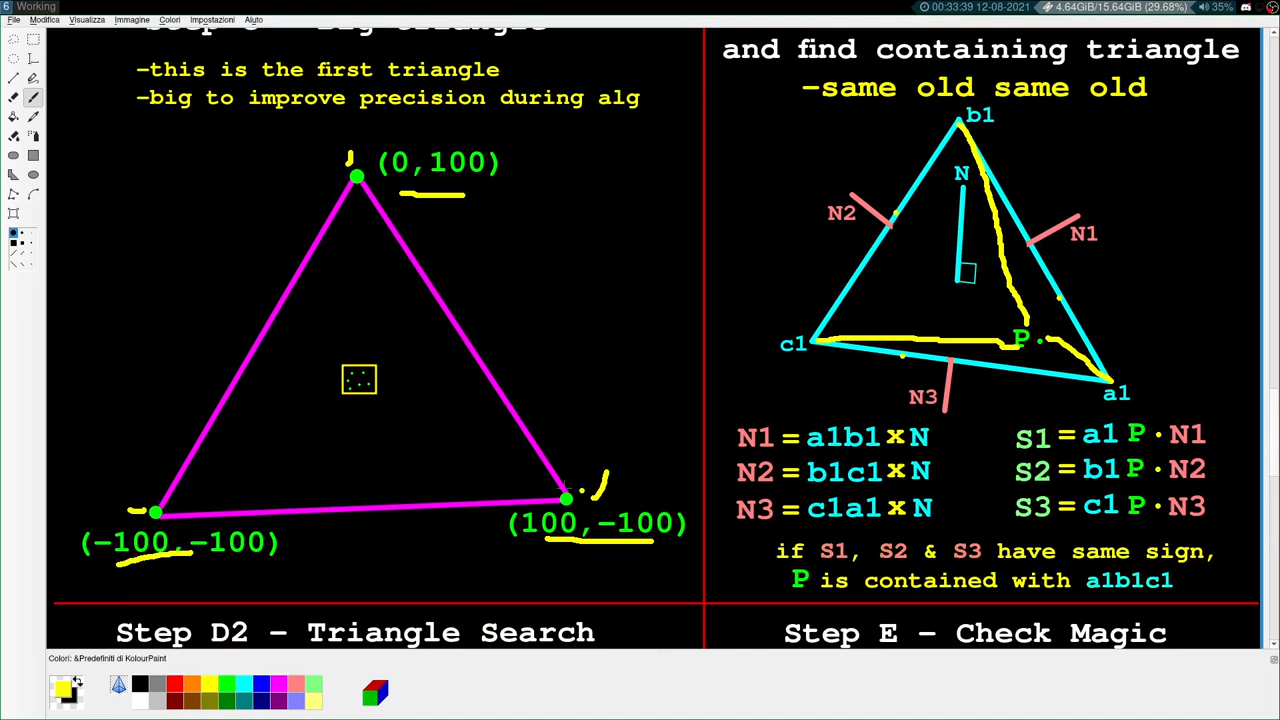 6 Working
00:33:39 12-08-2021 4.64GiB/15.64GiB (29.68%) 35%
File Modifica Visualizza Immagine Colori Impostazioni Aiuto
-this is the first triangle
-big to improve precision during alg
(0,100)
(-100,-100)
(100,-100)
and find containing triangle
-same old same old
b1
N
N2
N1
c1
P.
a1
N3
N1 = a1b1 x N
N2 = b1c1 x N
N3 = c1a1 x N
S1 = a1 P · N1
S2 = b1 P · N2
S3 = c1 P · N3
if S1, S2 & S3 have same sign,
P is contained with a1b1c1
Step D2 - Triangle Search
Step E - Check Magic
Colori: &Predefiniti di KolourPaint